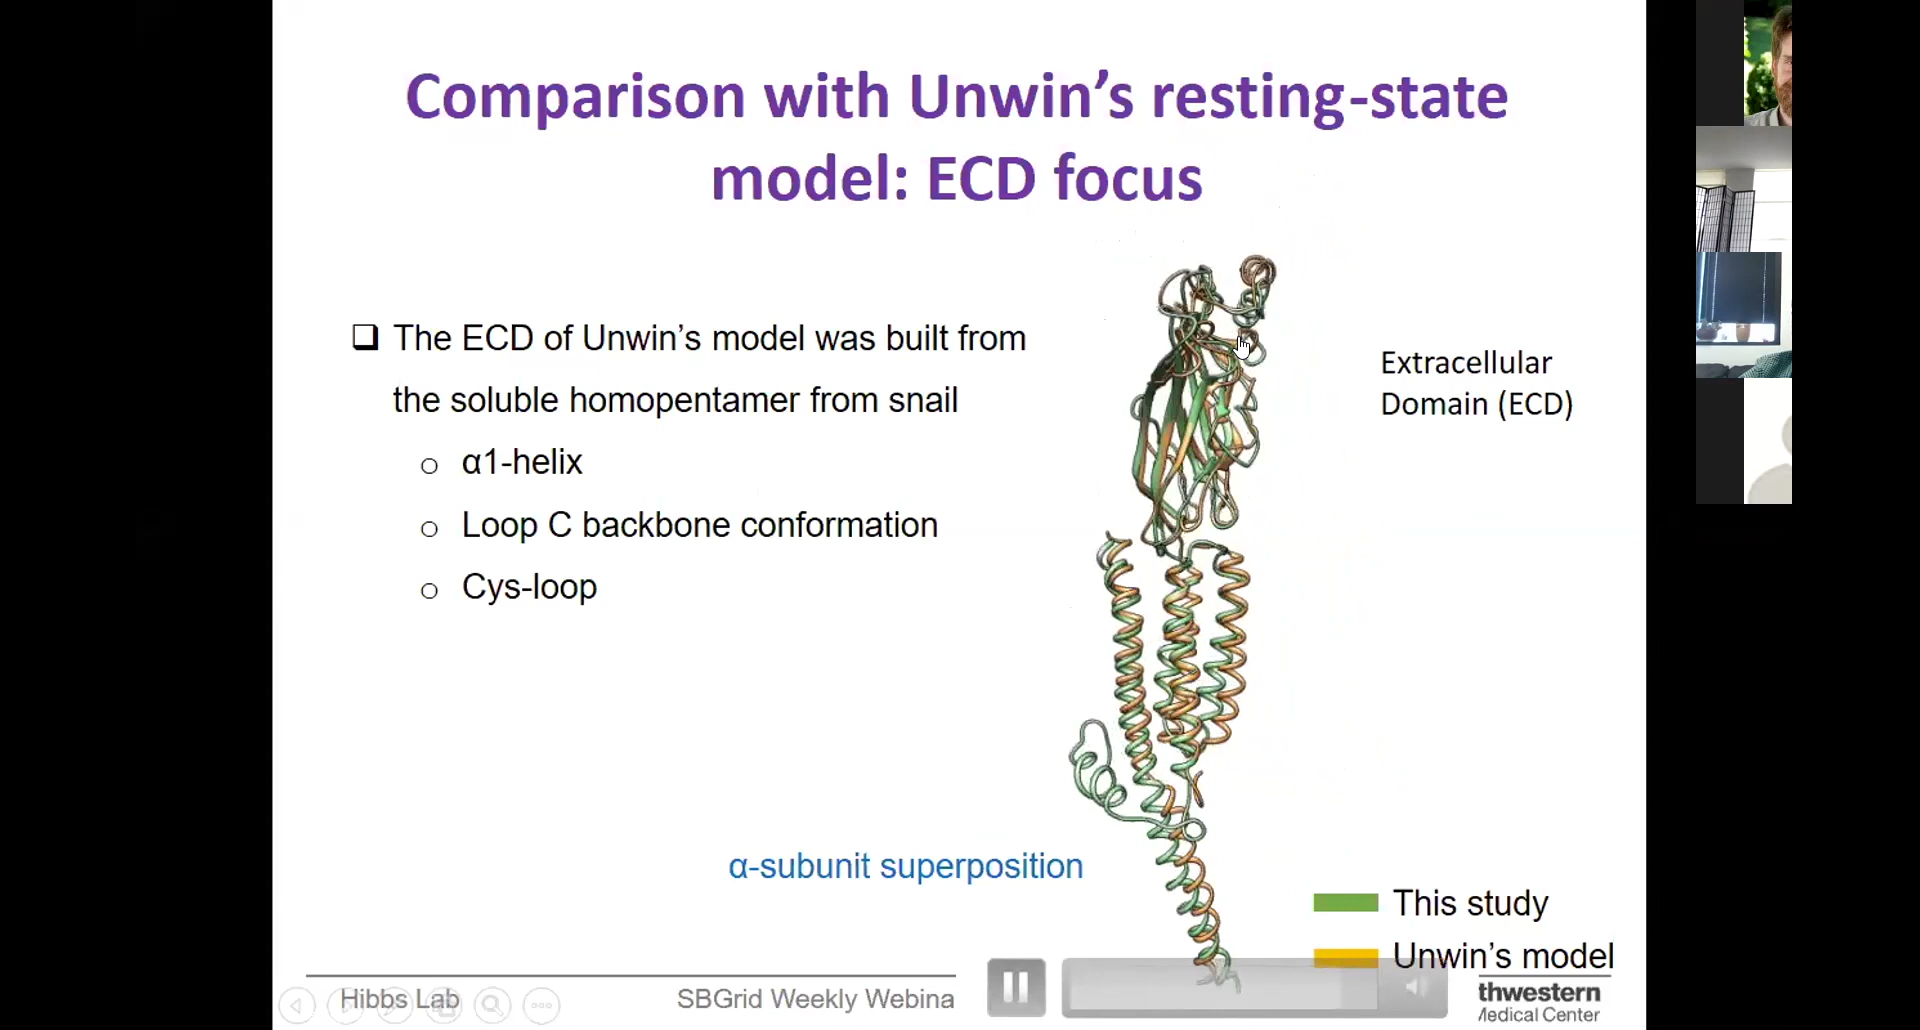 Comparison with Unwin’s resting-state
model: ECD focus
The ECD of Unwin’s model was built from
the soluble homopentamer from snail
α1-helix
Loop C backbone conformation
Cys-loop
Extracellular
Domain (ECD)
α-subunit superposition
This study
Unwin’s model
Hibbs Lab
SBGrid Weekly Webina
thwestern
Medical Center